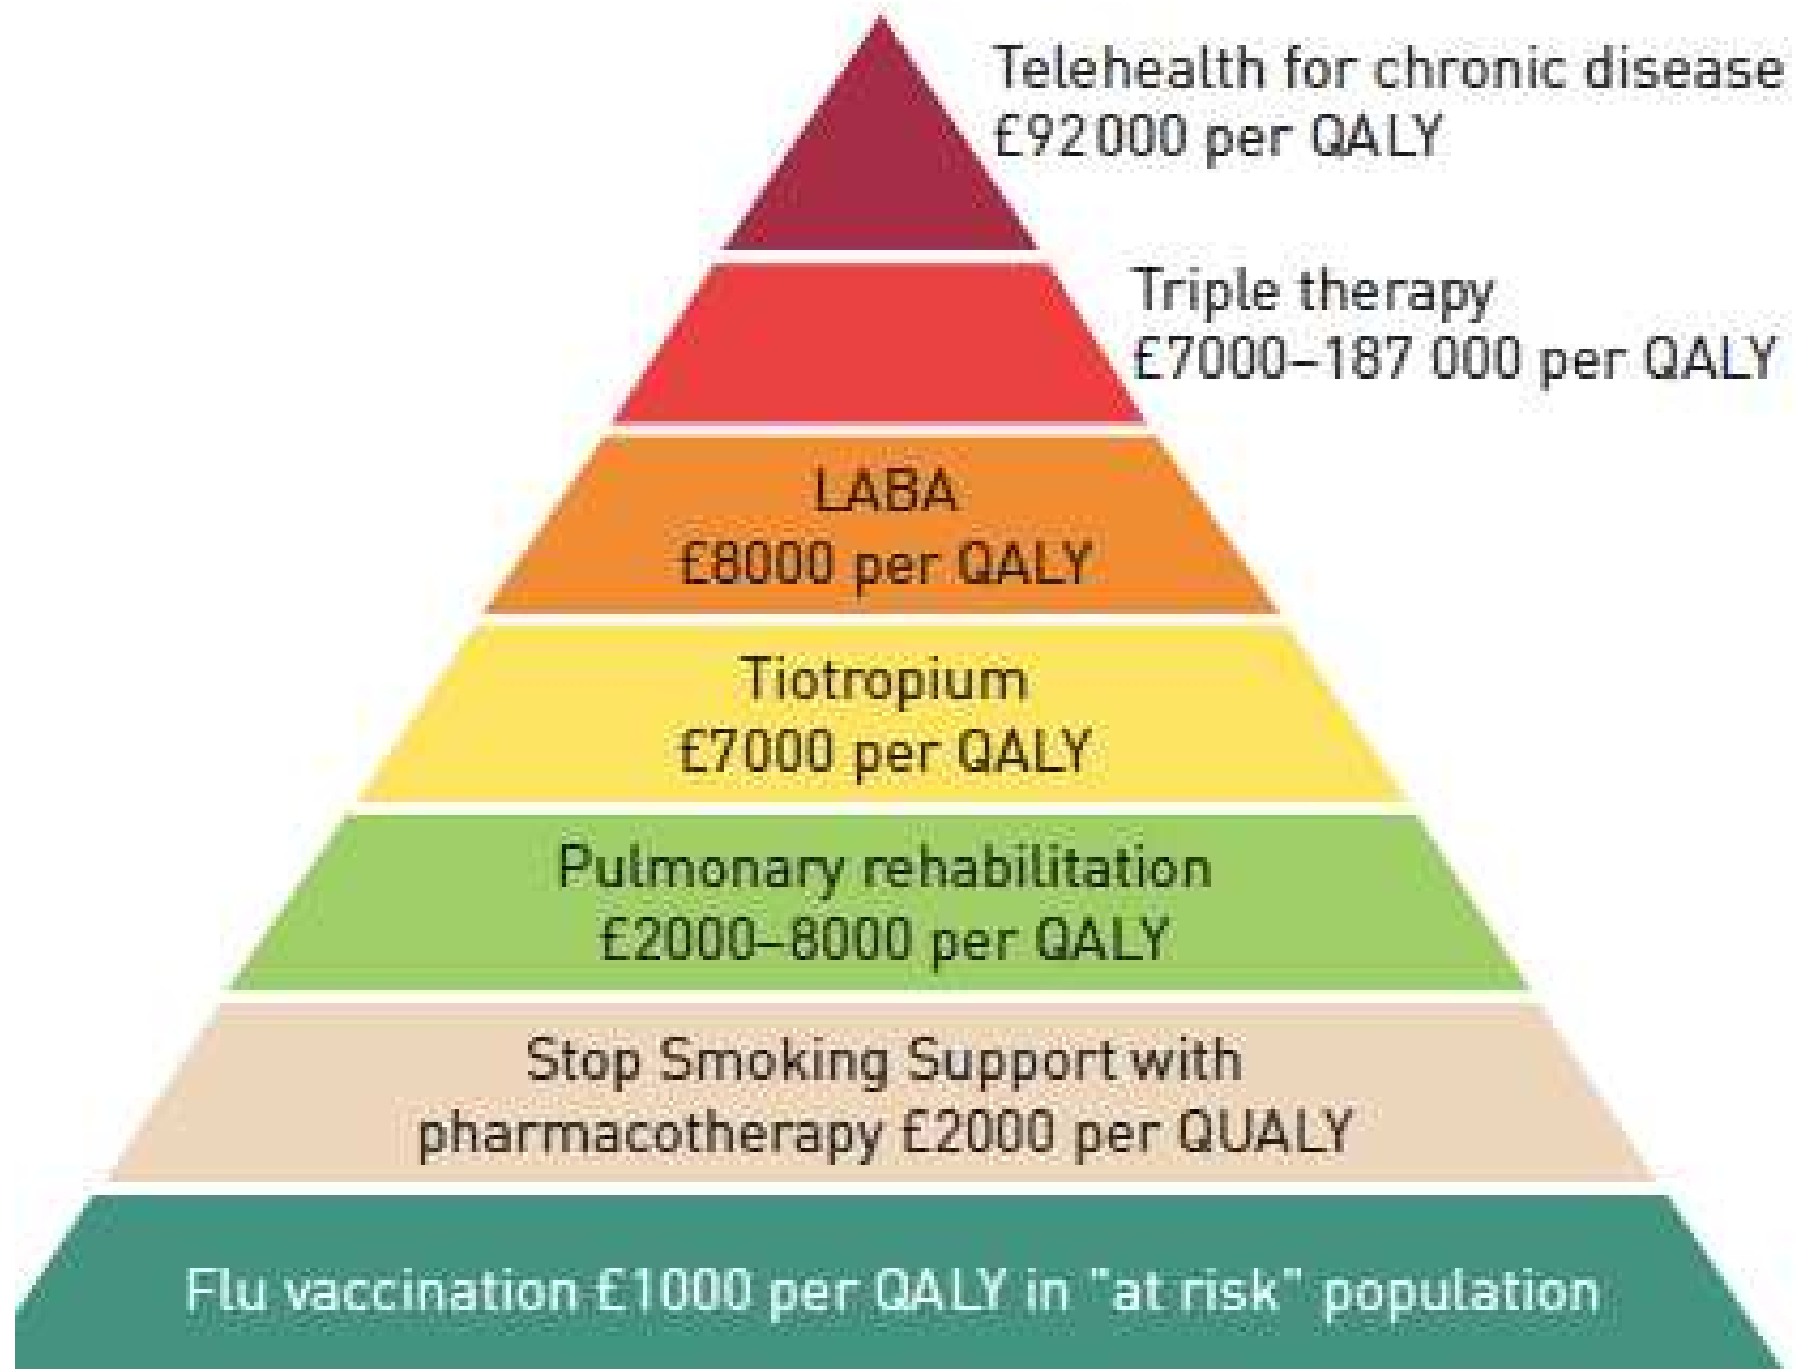 Telehealth for chronic disease
£92000 per QALY
Triple therapy
£7000–187 000 per QALY
LABA
£8000 per QALY
Tiotropium
£7000 per QALY
Pulmonary rehabilitation
£2000–8000 per QALY
Stop Smoking Support with
pharmacotherapy £2000 per QUALY
Flu vaccination £1000 per QALY in "at risk" population